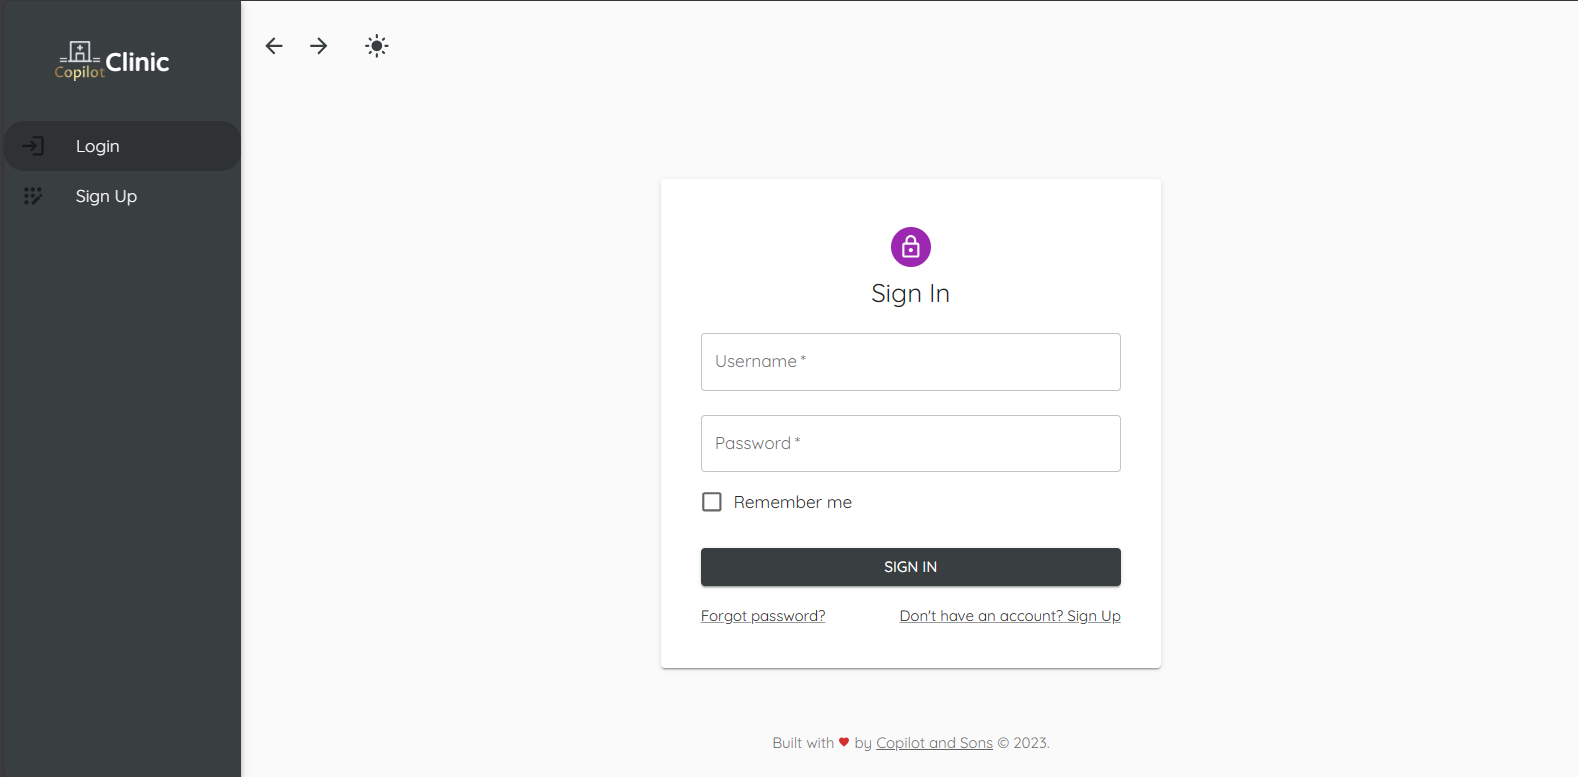 Copilot Clinic
Login
Sign Up
Sign In
Username *
Password *
Remember me
SIGN IN
Forgot password? Don't have an account? Sign Up
Built with ❤ by Copilot and Sons © 2023.